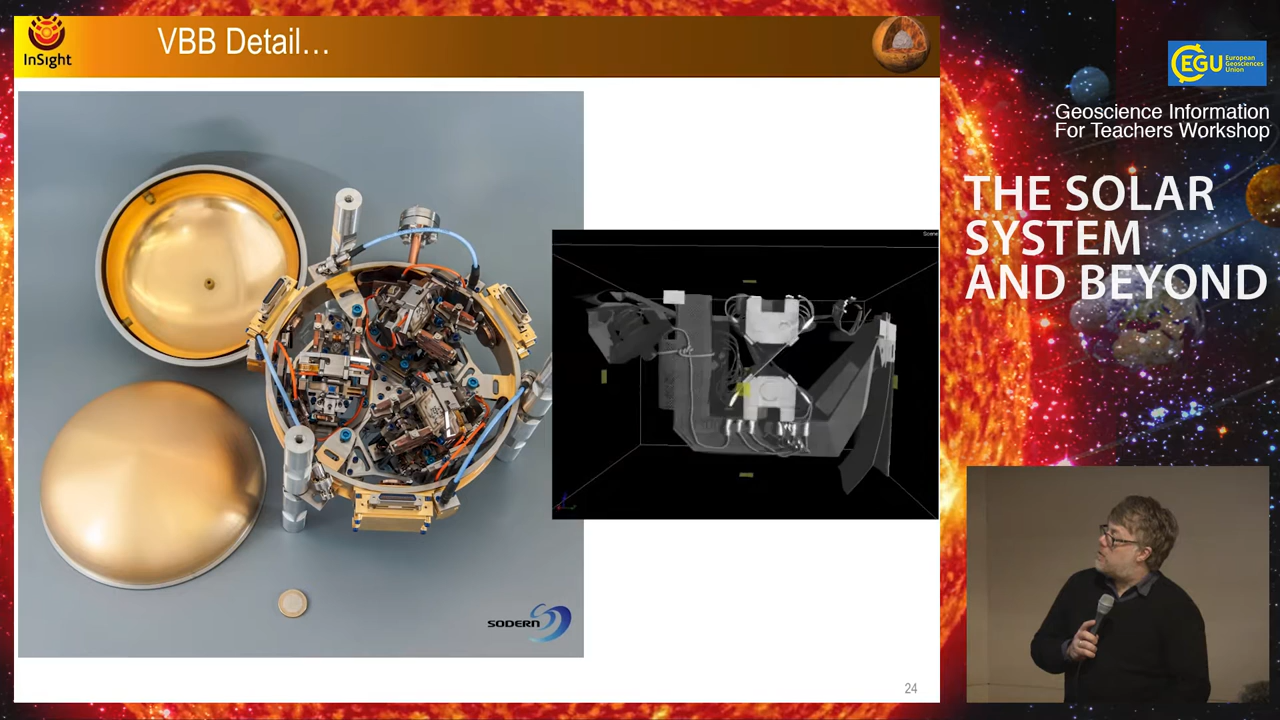 InSight
VBB Detail…
SODERN
Scene
24
EGU
European
Geosciences
Union
Geoscience Information
For Teachers Workshop
THE SOLAR
SYSTEM
AND BEYOND